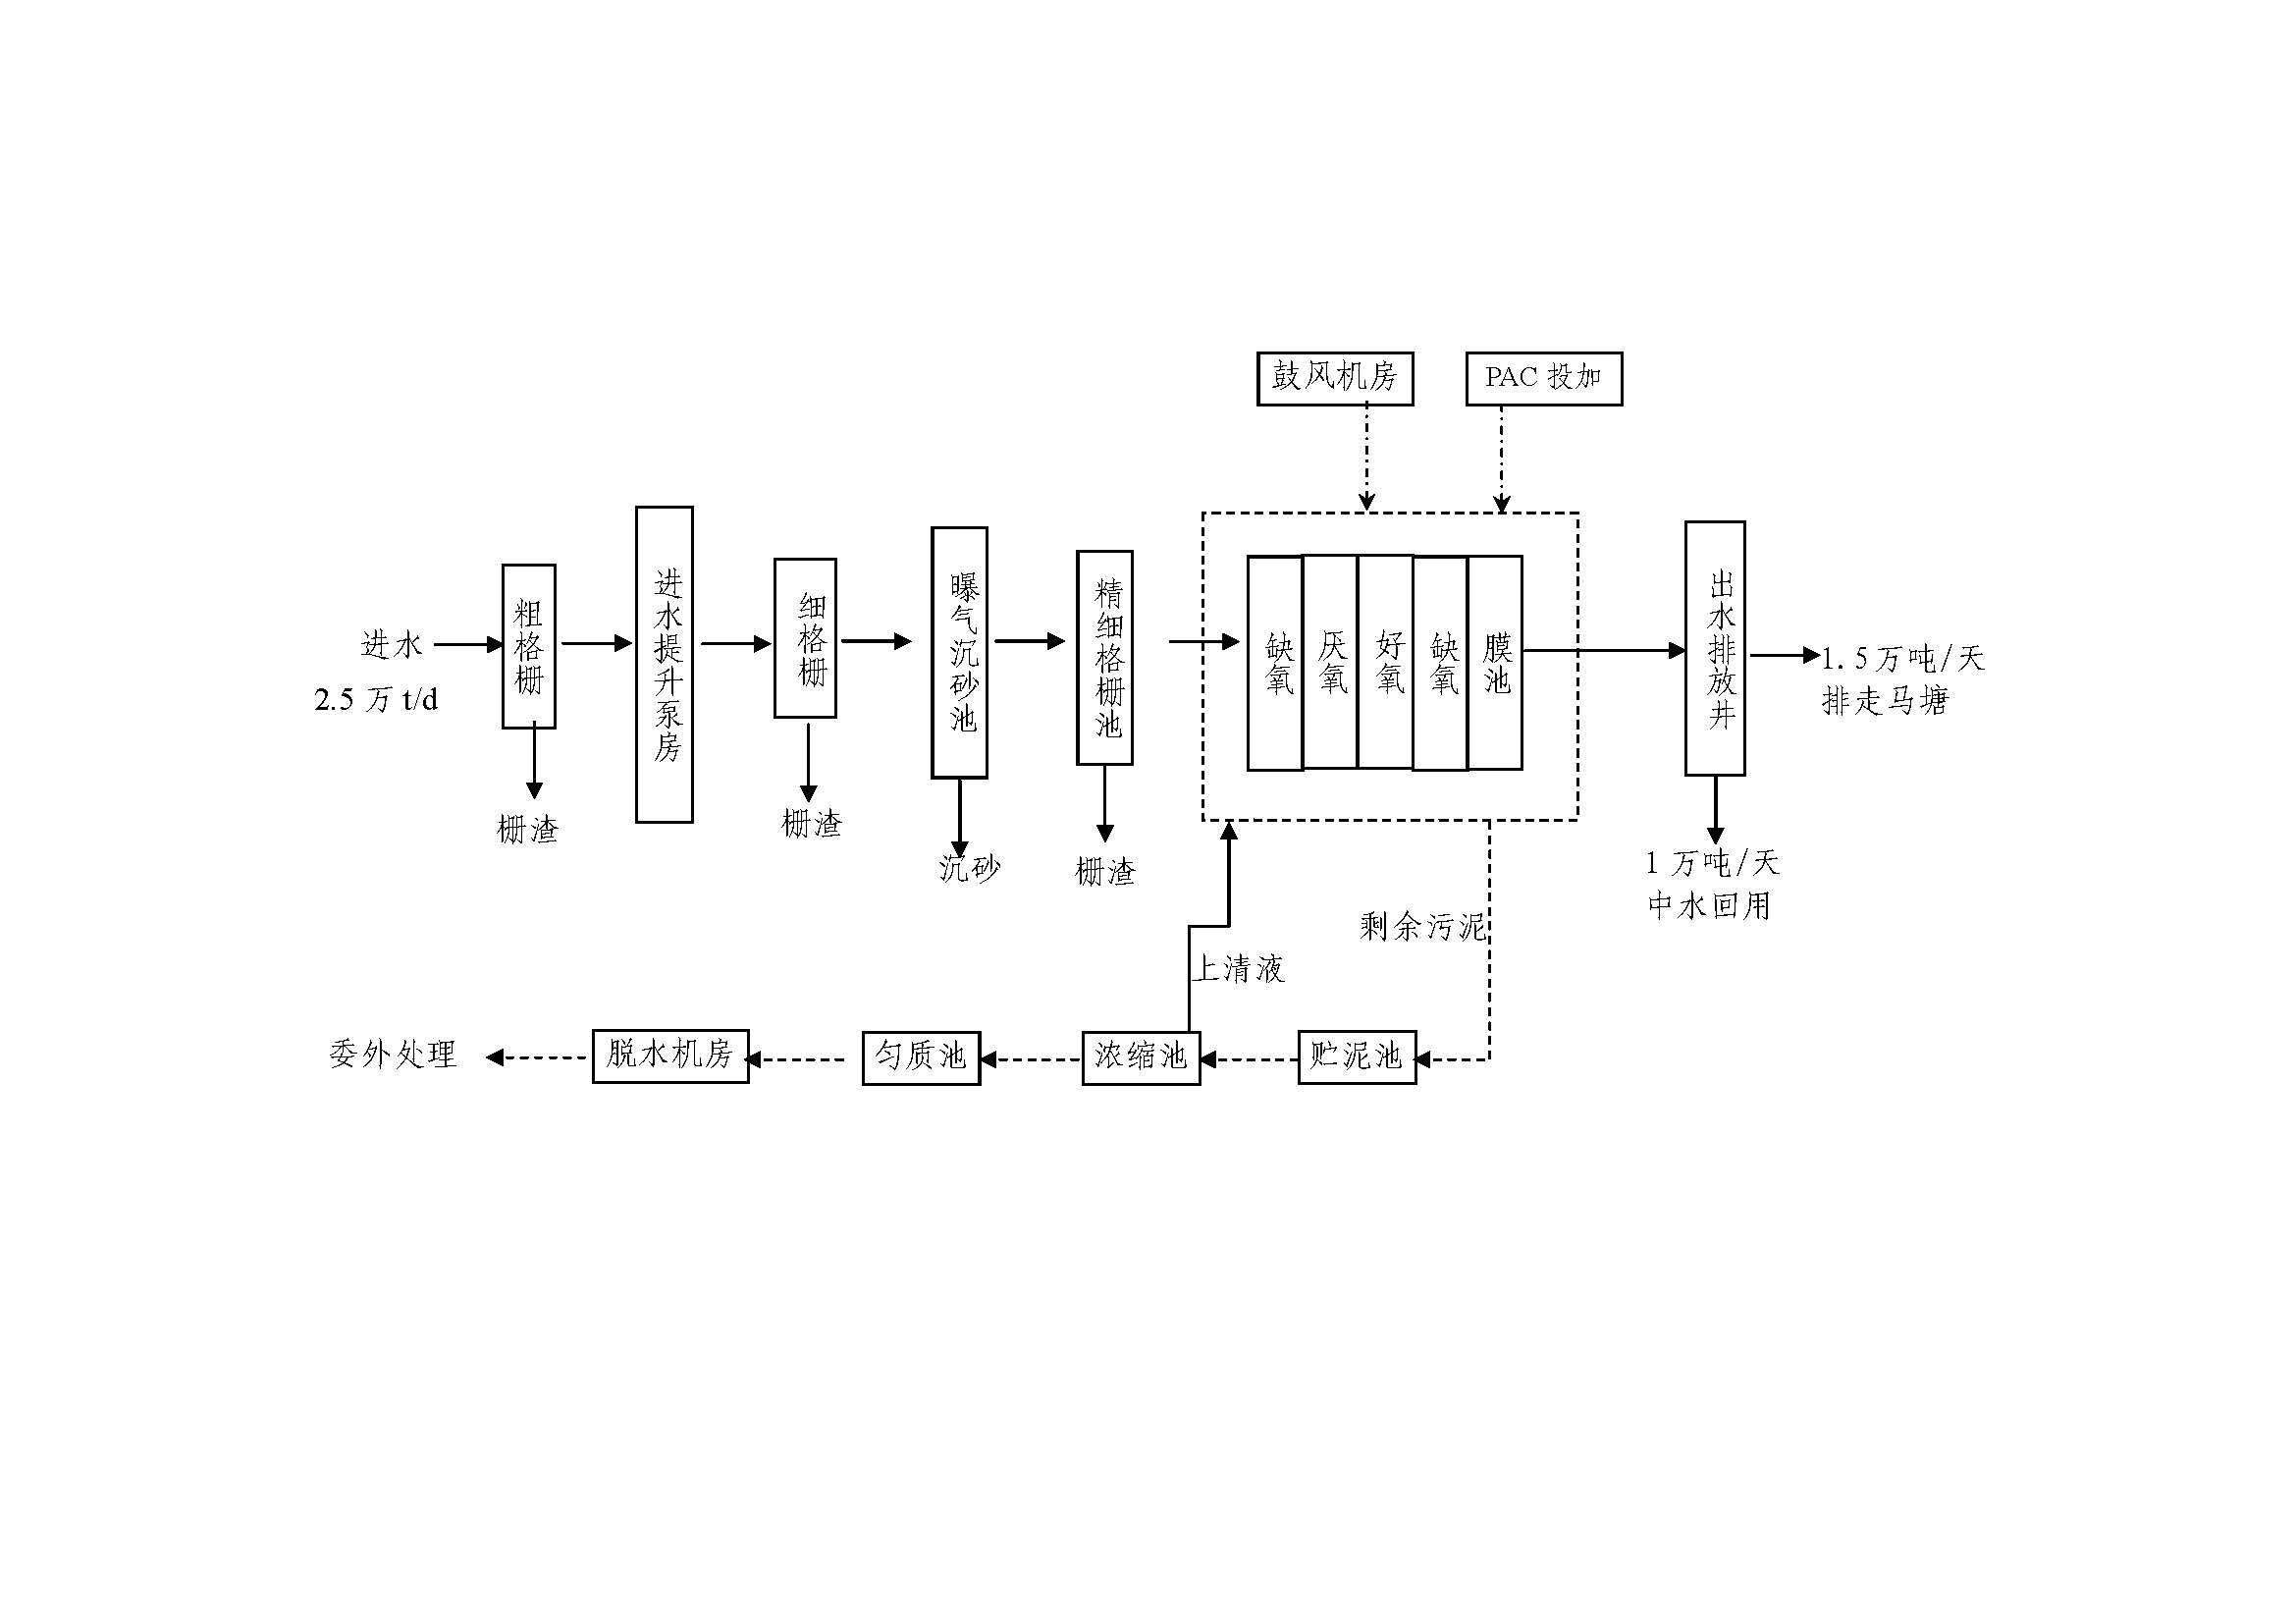 鼓风机房
PAC 投加
进水
2.5 万 t/d
粗格栅
进水提升泵房
细格栅
曝气沉砂池
精细格栅池
缺氧
厌氧
好氧
缺氧
膜池
出水排放井
1.5万吨/天
排走马塘
栅渣
栅渣
沉砂
栅渣
1 万吨/天
中水回用
剩余污泥
上清液
委外处理
脱水机房
匀质池
浓缩池
贮泥池